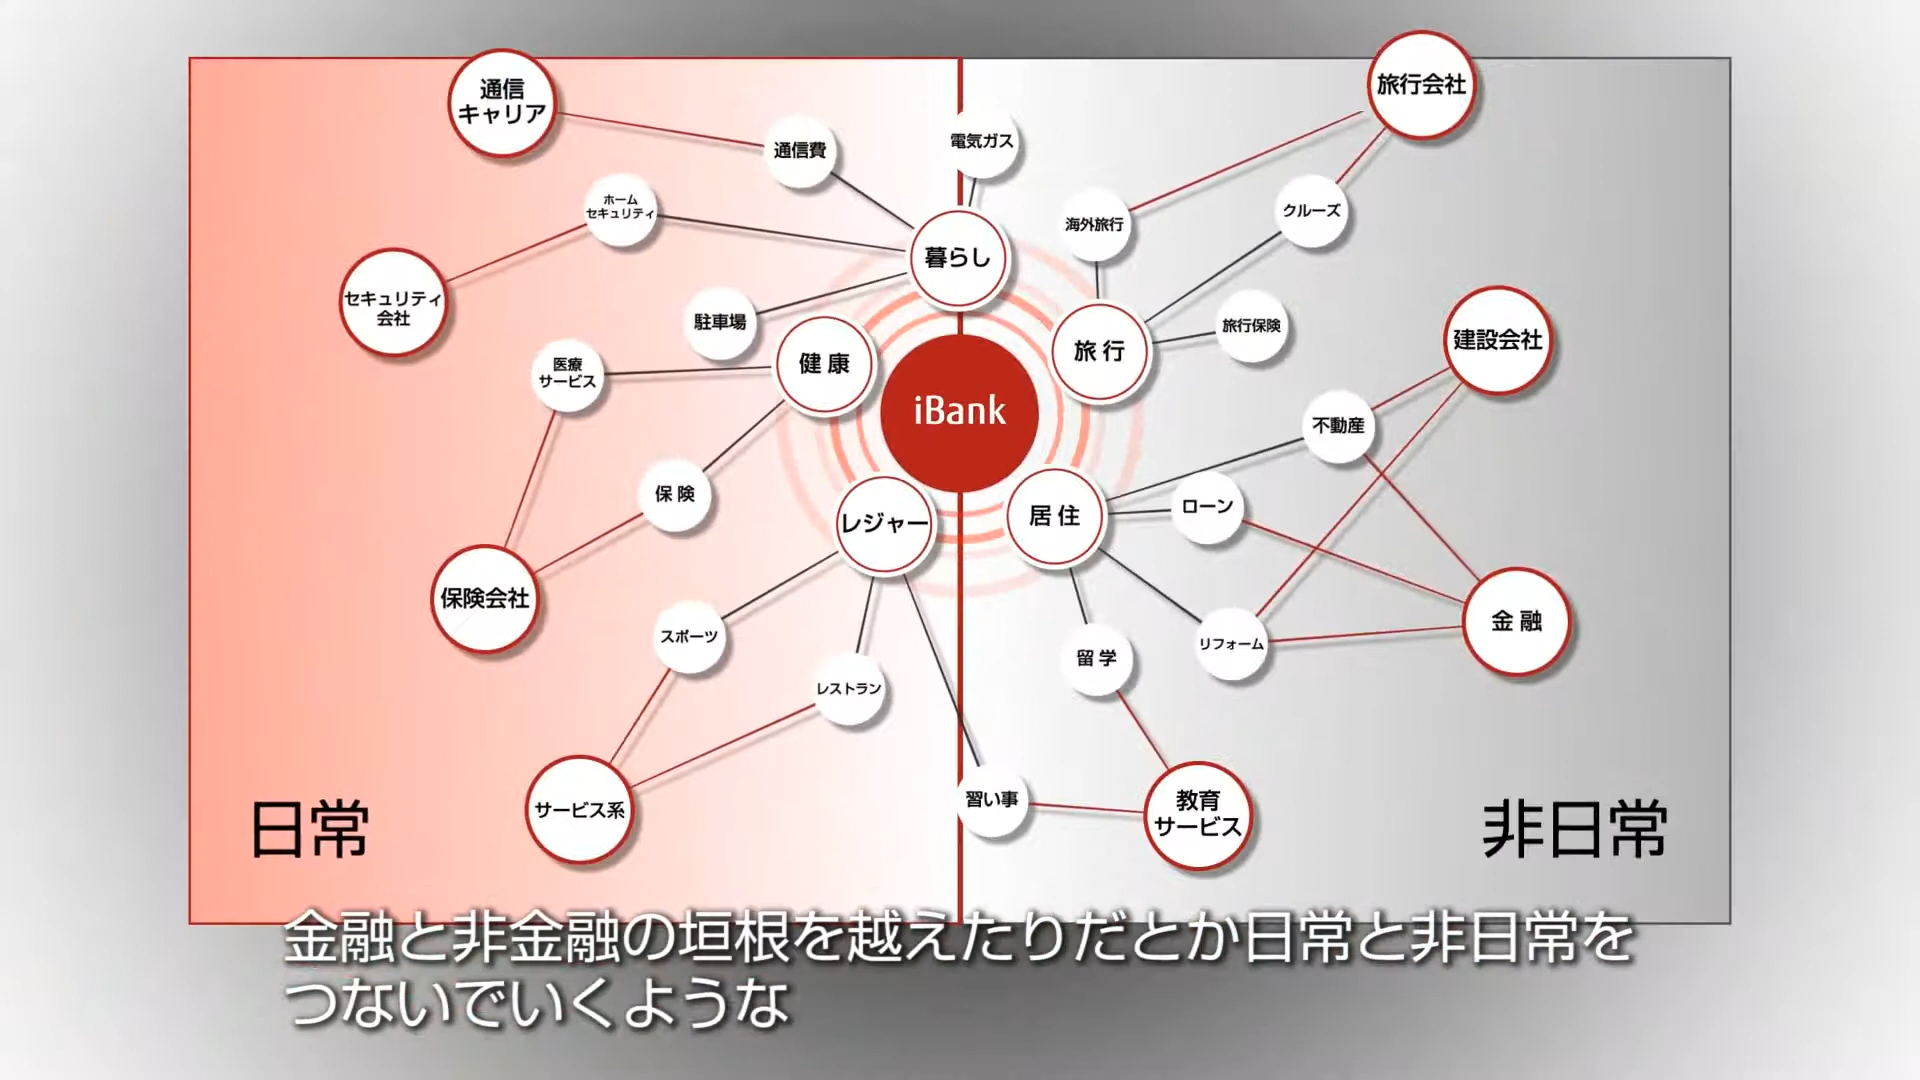 通信
キャリア
旅行会社
通信費
電気ガス
ホーム
セキュリティ
海外旅行
クルーズ
暮らし
セキュリティ
会社
駐車場
旅行保険
建設会社
医療
サービス
健康
旅行
iBank
不動産
保険
レジャー
居住
ローン
保険会社
スポーツ
レストラン
留学
リフォーム
金融
サービス系
習い事
教育
サービス
日常
非日常
金融と非金融の垣根を越えたりだとか日常と非日常を
つないでいくような